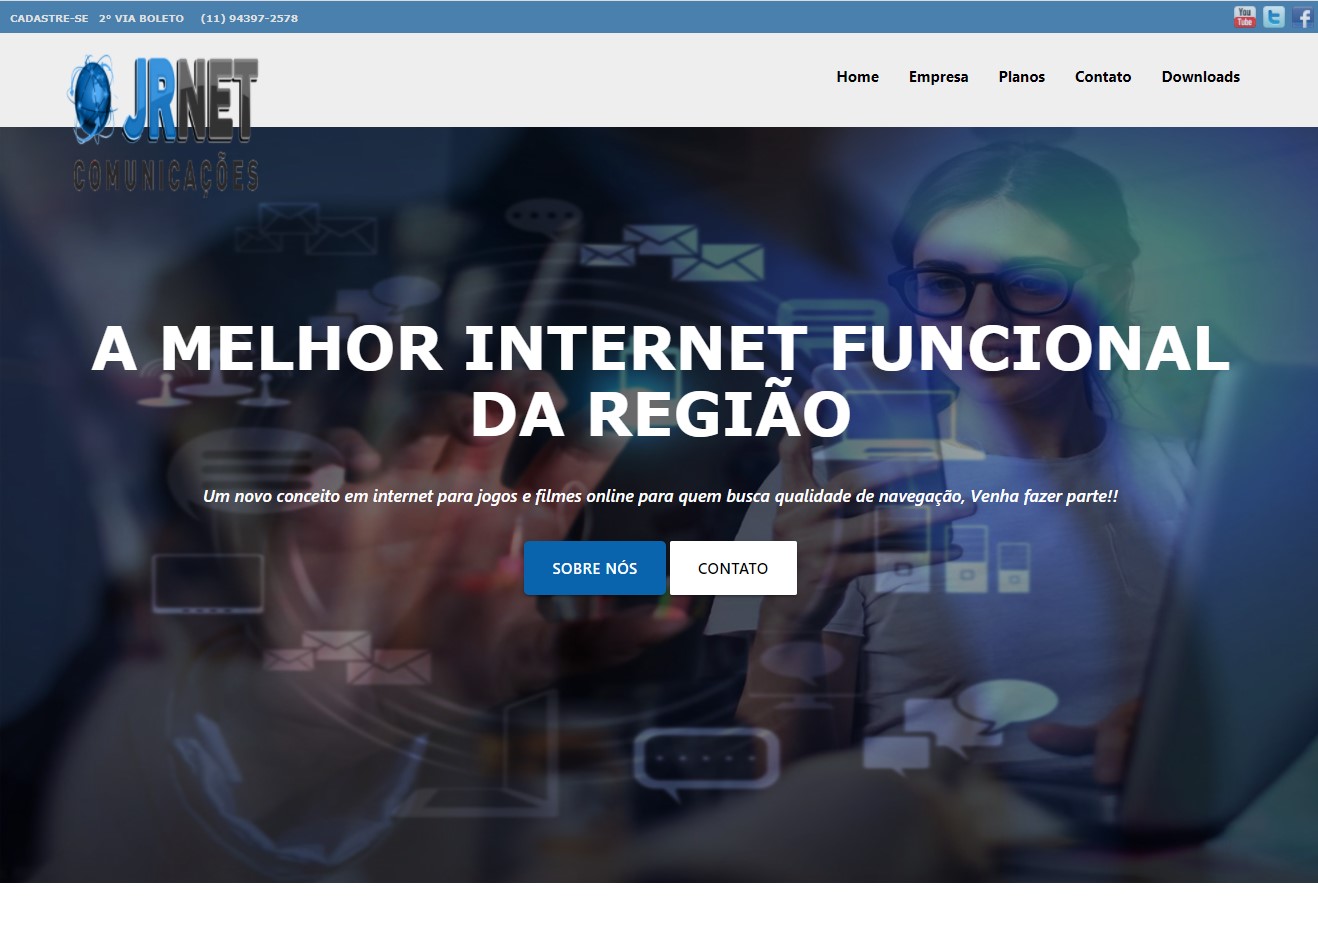 CADASTRE-SE 2° VIA BOLETO (11) 94397-2578
You Tube
JRNET
COMUNICAÇÕES
Home Empresa Planos Contato Downloads
A MELHOR INTERNET FUNCIONAL
DA REGIÃO
Um novo conceito em internet para jogos e filmes online para quem busca qualidade de navegação, Venha fazer parte!!
SOBRE NÓS CONTATO